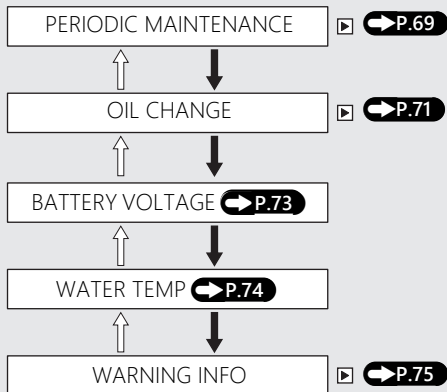 PERIODIC MAINTENANCE P.69
OIL CHANGE P.71
BATTERY VOLTAGE P.73
WATER TEMP P.74
WARNING INFO P.75